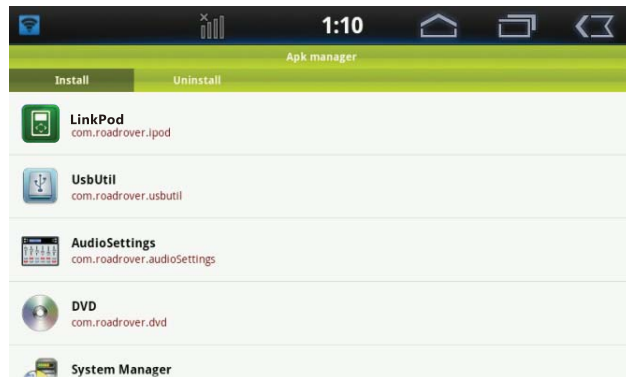 1:10
Apk manager
Install
Uninstall
LinkPod
com.roadrover.ipod
UsbUtil
com.roadrover.usbutil
AudioSettings
com.roadrover.audioSettings
DVD
com.roadrover.dvd
System Manager